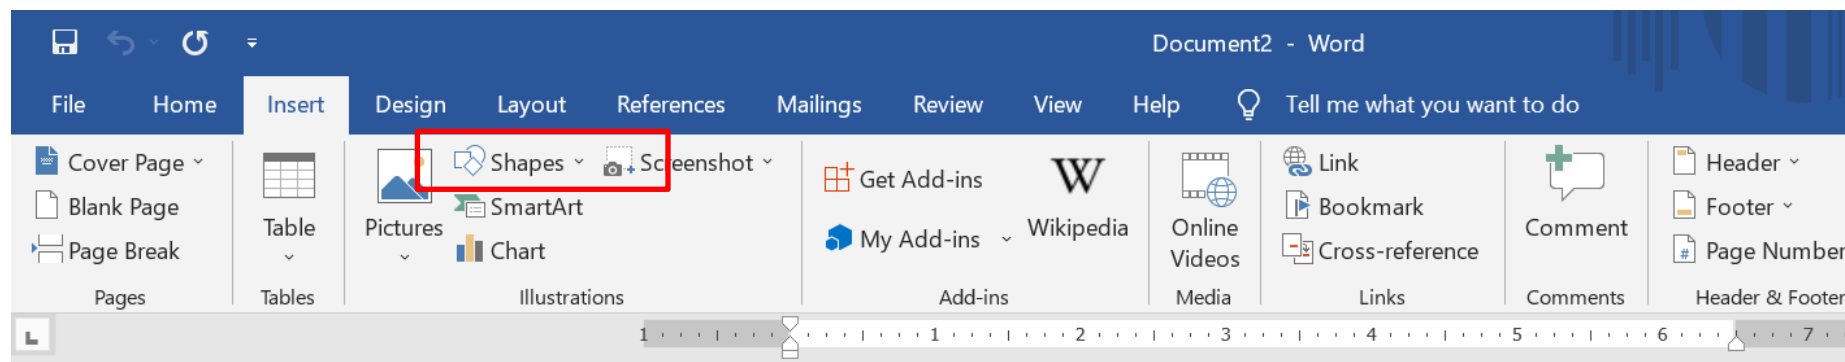 Document2 - Word
File Home Insert Design Layout References Mailings Review View Help Tell me what you want to do
Cover Page
Blank Page
Page Break
Pages
Table
Tables
Pictures
Shapes
SmartArt
Chart
Screenshot
Illustrations
Get Add-ins
My Add-ins
W
Wikipedia
Add-ins
Online
Videos
Media
Link
Bookmark
Cross-reference
Links
Comment
Comments
Header
Footer
# Page Number
Header & Footer
L 1 1 2 3 4 5 6 7